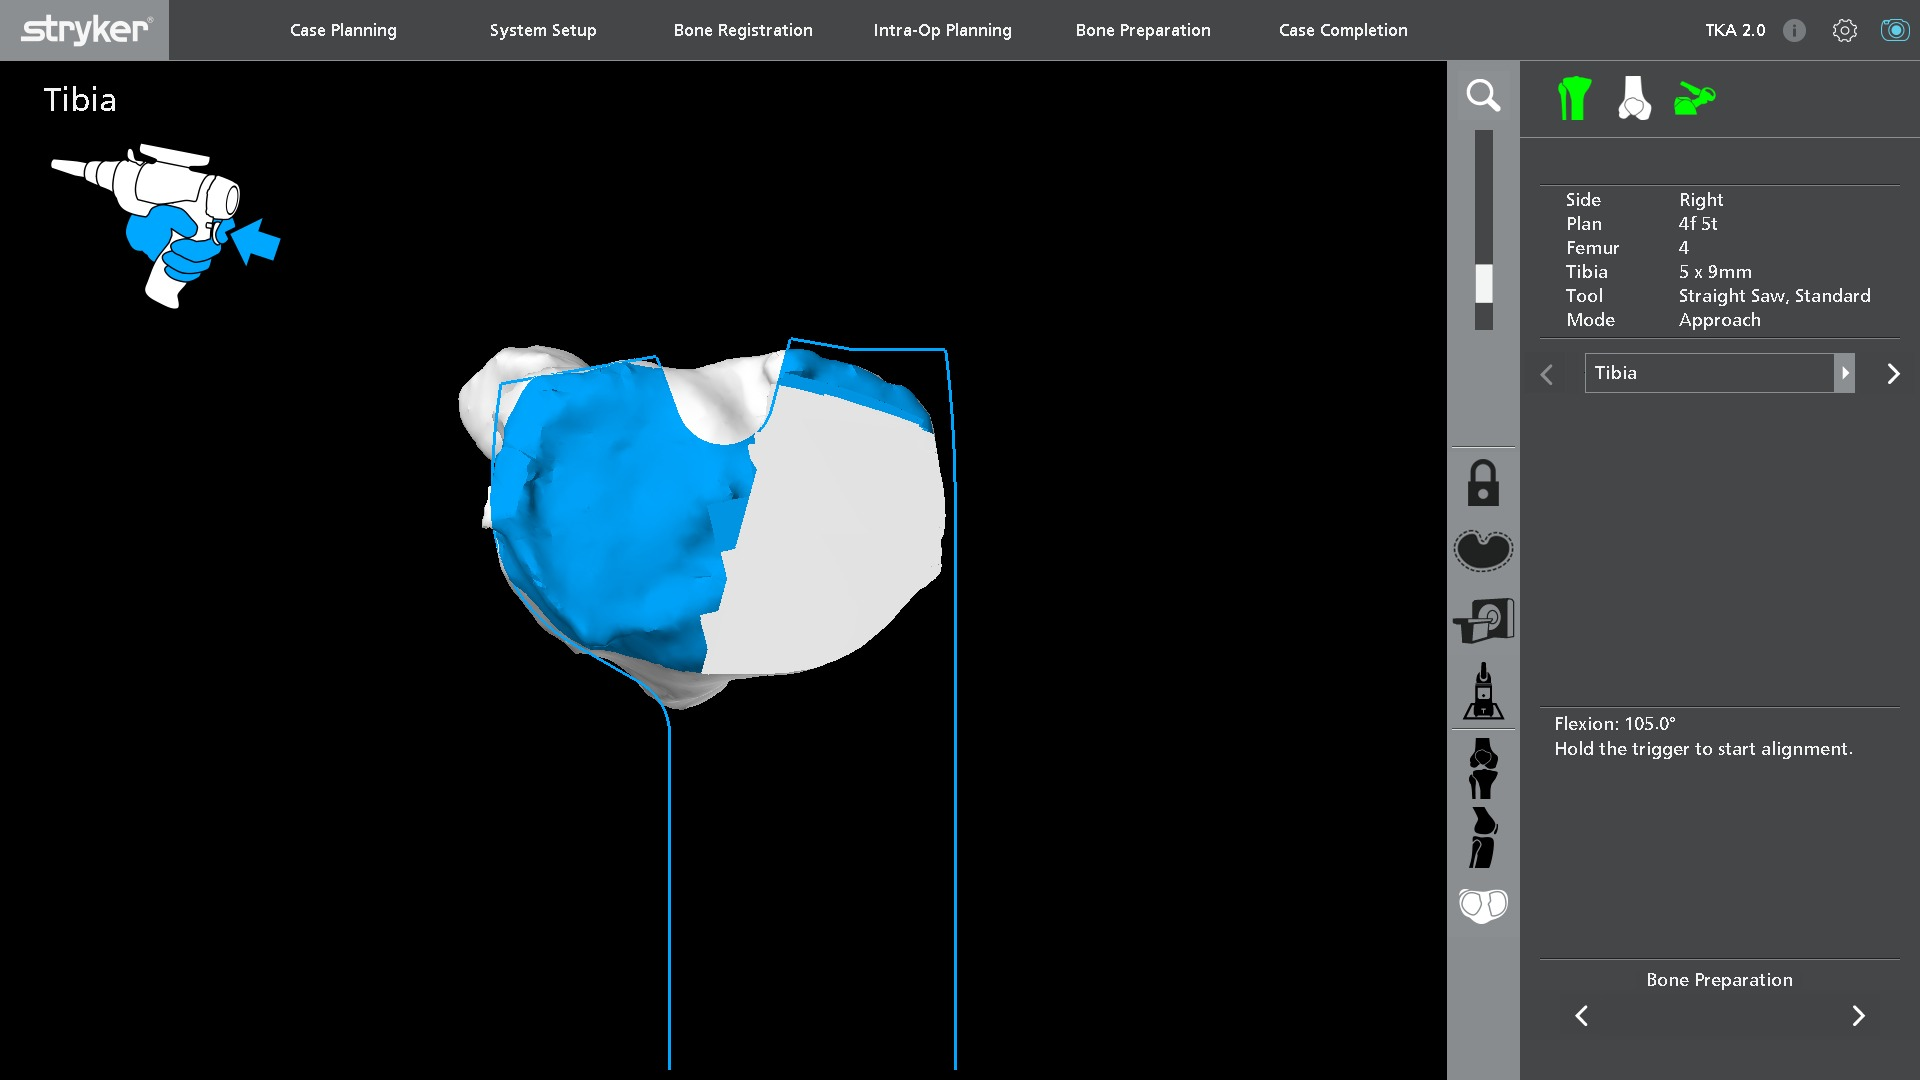 stryker®
Case Planning
System Setup
Bone Registration
Intra-Op Planning
Bone Preparation
Case Completion
TKA 2.0
i
Tibia
Side Right
Plan 4f 5t
Femur 4
Tibia 5 x 9mm
Tool Straight Saw, Standard
Mode Approach
Tibia
Flexion: 105.0°
Hold the trigger to start alignment.
Bone Preparation